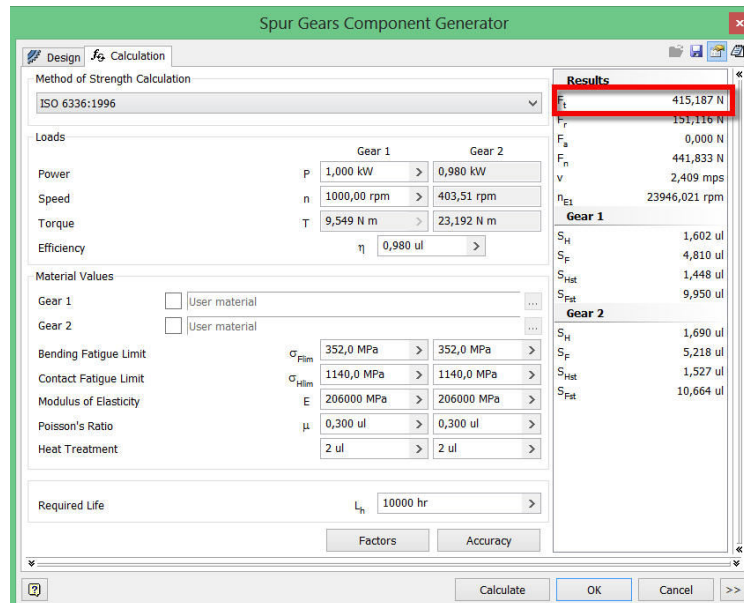 Spur Gears Component Generator
Design
fG Calculation
Method of Strength Calculation
ISO 6336:1996
Loads
Gear 1 Gear 2
Power P 1,000 kW > 0,980 kW
Speed n 1000,00 rpm > 403,51 rpm
Torque T 9,549 N m > 23,192 N m
Efficiency η 0,980 ul >
Material Values
Gear 1 User material ...
Gear 2 User material ...
Bending Fatigue Limit σFlim 352,0 MPa > 352,0 MPa >
Contact Fatigue Limit σHlim 1140,0 MPa > 1140,0 MPa >
Modulus of Elasticity E 206000 MPa > 206000 MPa >
Poisson's Ratio μ 0,300 ul > 0,300 ul >
Heat Treatment 2 ul > 2 ul >
Required Life Lh 10000 hr >
Factors Accuracy
Results
Ft 415,187 N
Fr 151,116 N
Fa 0,000 N
Fn 441,833 N
v 2,409 mps
nE1 23946,021 rpm
Gear 1
SH 1,602 ul
SF 4,810 ul
SHst 1,448 ul
SFst 9,950 ul
Gear 2
SH 1,690 ul
SF 5,218 ul
SHst 1,527 ul
SFst 10,664 ul
? Calculate OK Cancel >>